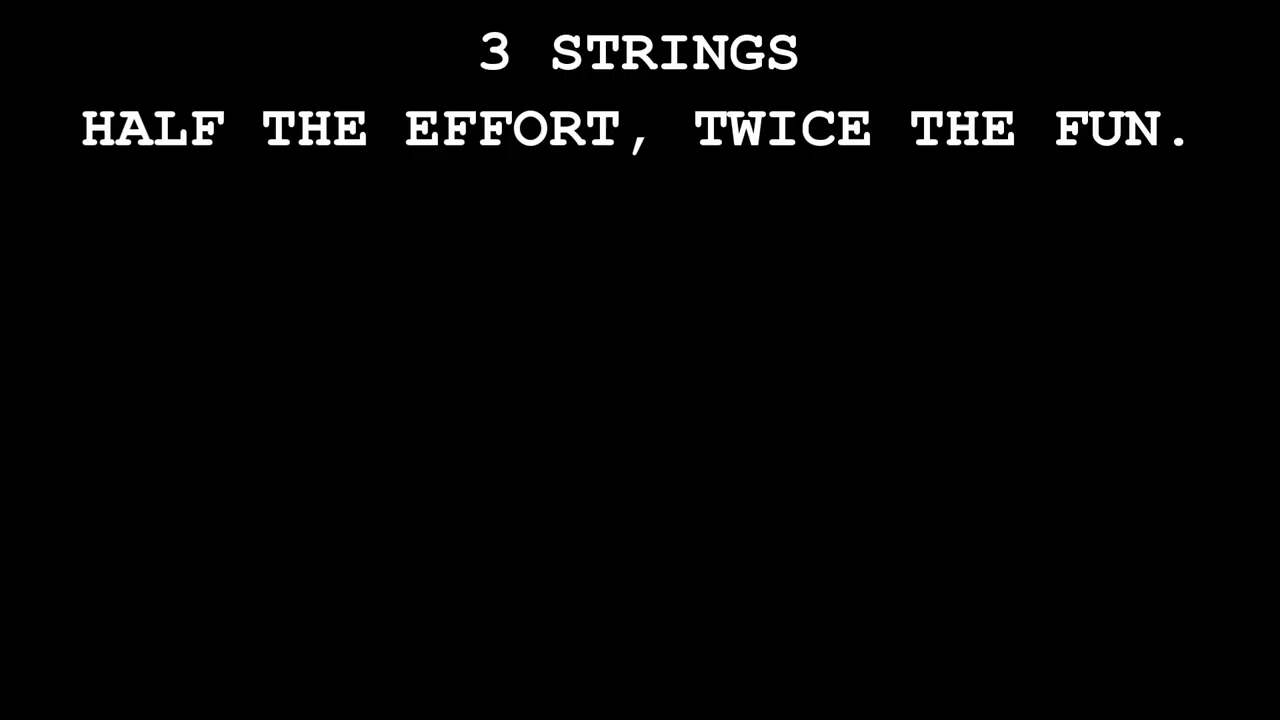 3 STRINGS
HALF THE EFFORT, TWICE THE FUN.